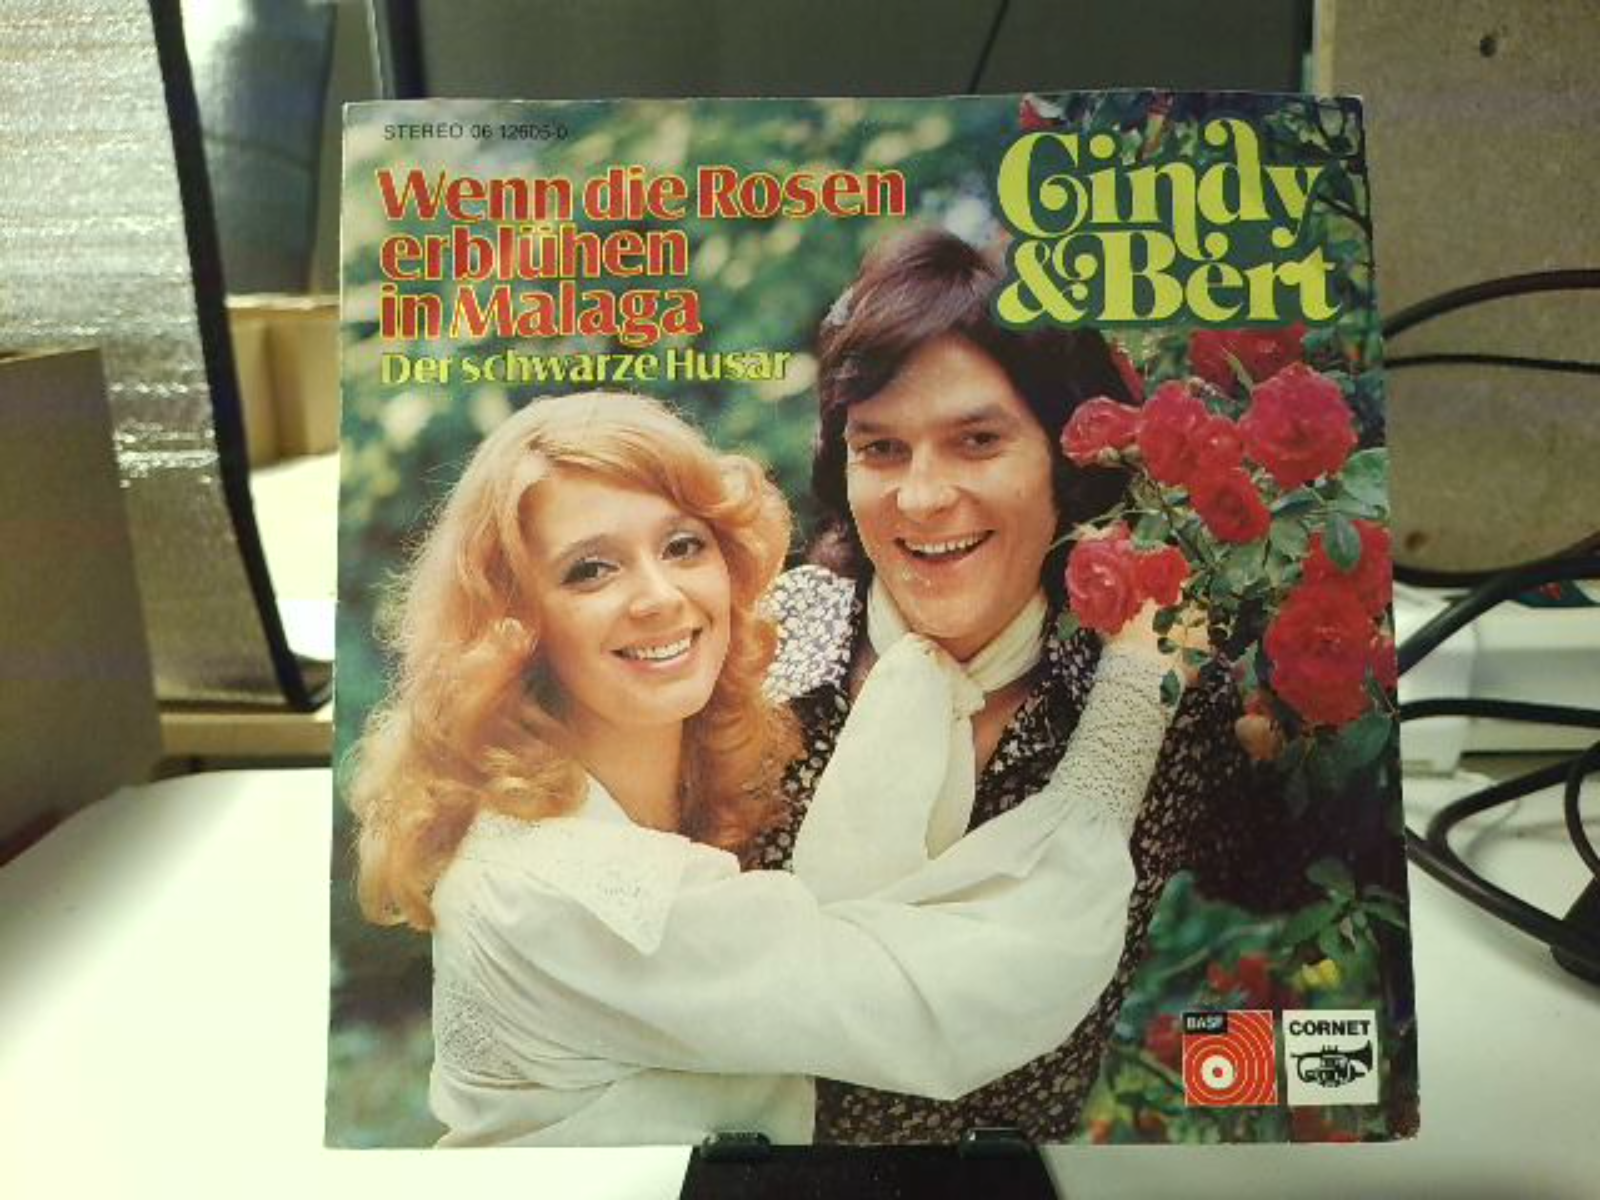 STEREO 06 12605-0
Wenn die Rosen
erblühen
in Malaga
Der schwarze Husar
Cindy
& Bert
BASF
CORNET